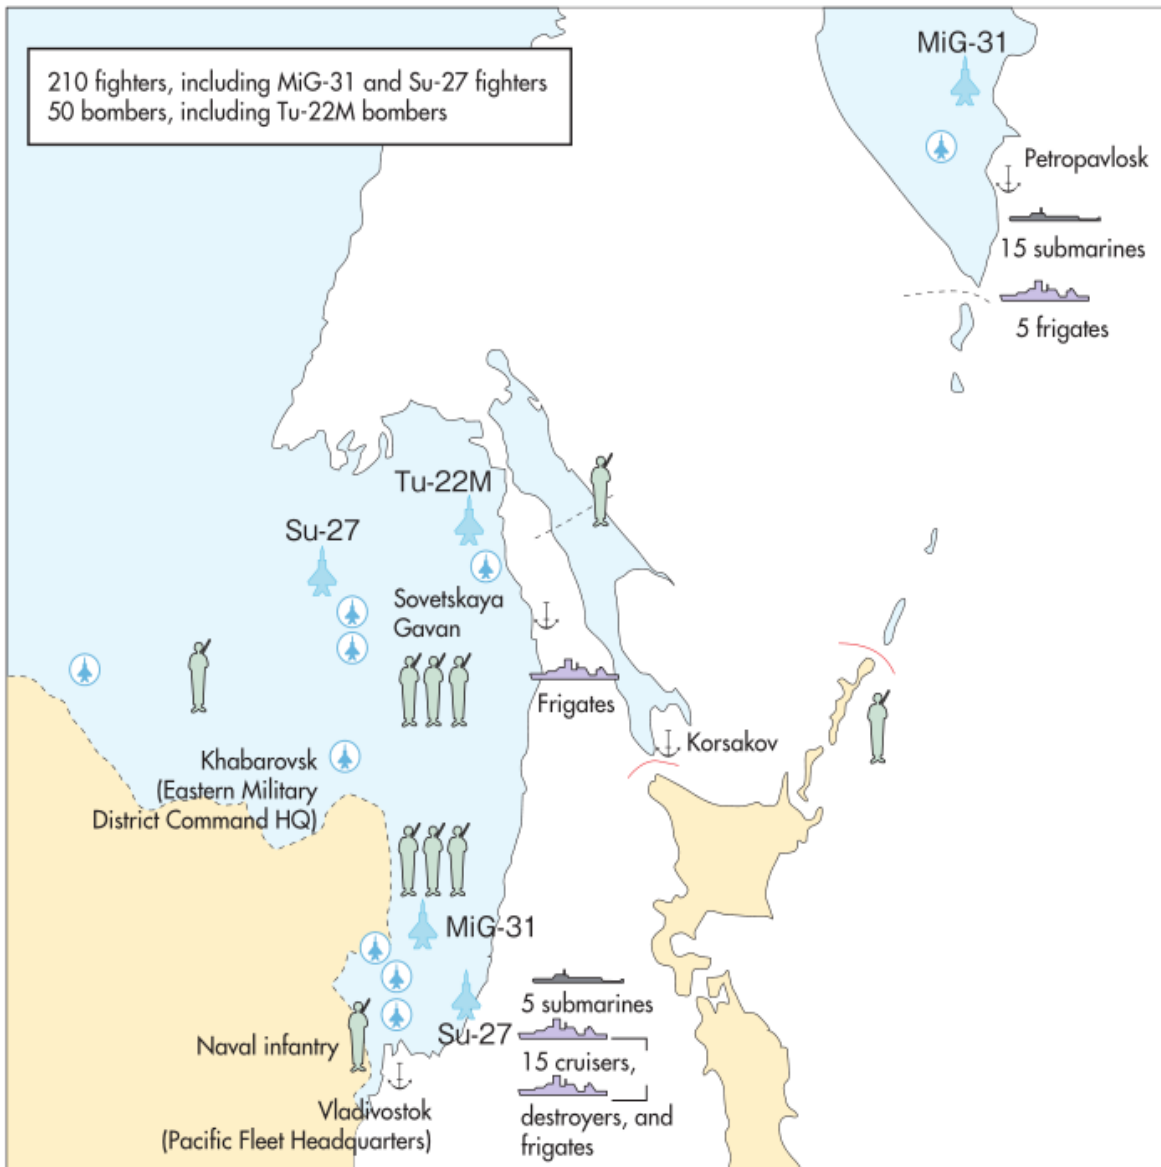 210 fighters, including MiG-31 and Su-27 fighters
50 bombers, including Tu-22M bombers
MiG-31
Petropavlosk
15 submarines
5 frigates
Tu-22M
Su-27
Sovetskaya
Gavan
Frigates
Korsakov
Khabarovsk
(Eastern Military
District Command HQ)
MiG-31
5 submarines
Su-27
15 cruisers,
destroyers, and
frigates
Naval infantry
Vladivostok
(Pacific Fleet Headquarters)